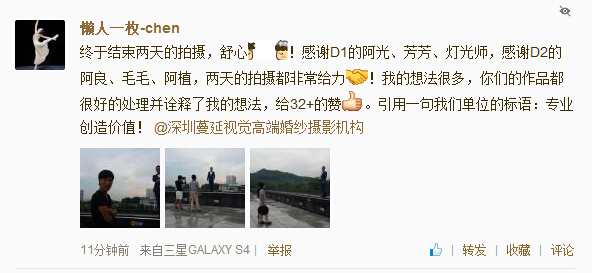 懒人一枚-chen
终于结束两天的拍摄，舒心！感谢D1的阿光、芳芳、灯光师，感谢D2的
阿良、毛毛、阿植，两天的拍摄都非常给力！我的想法很多，你们的作品都
很好的处理并诠释了我的想法，给32+的赞。引用一句我们单位的标语：专业
创造价值！ @深圳蔓延视觉高端婚纱摄影机构
11分钟前 来自三星GALAXY S4 | 举报 | 转发 | 收藏 | 评论